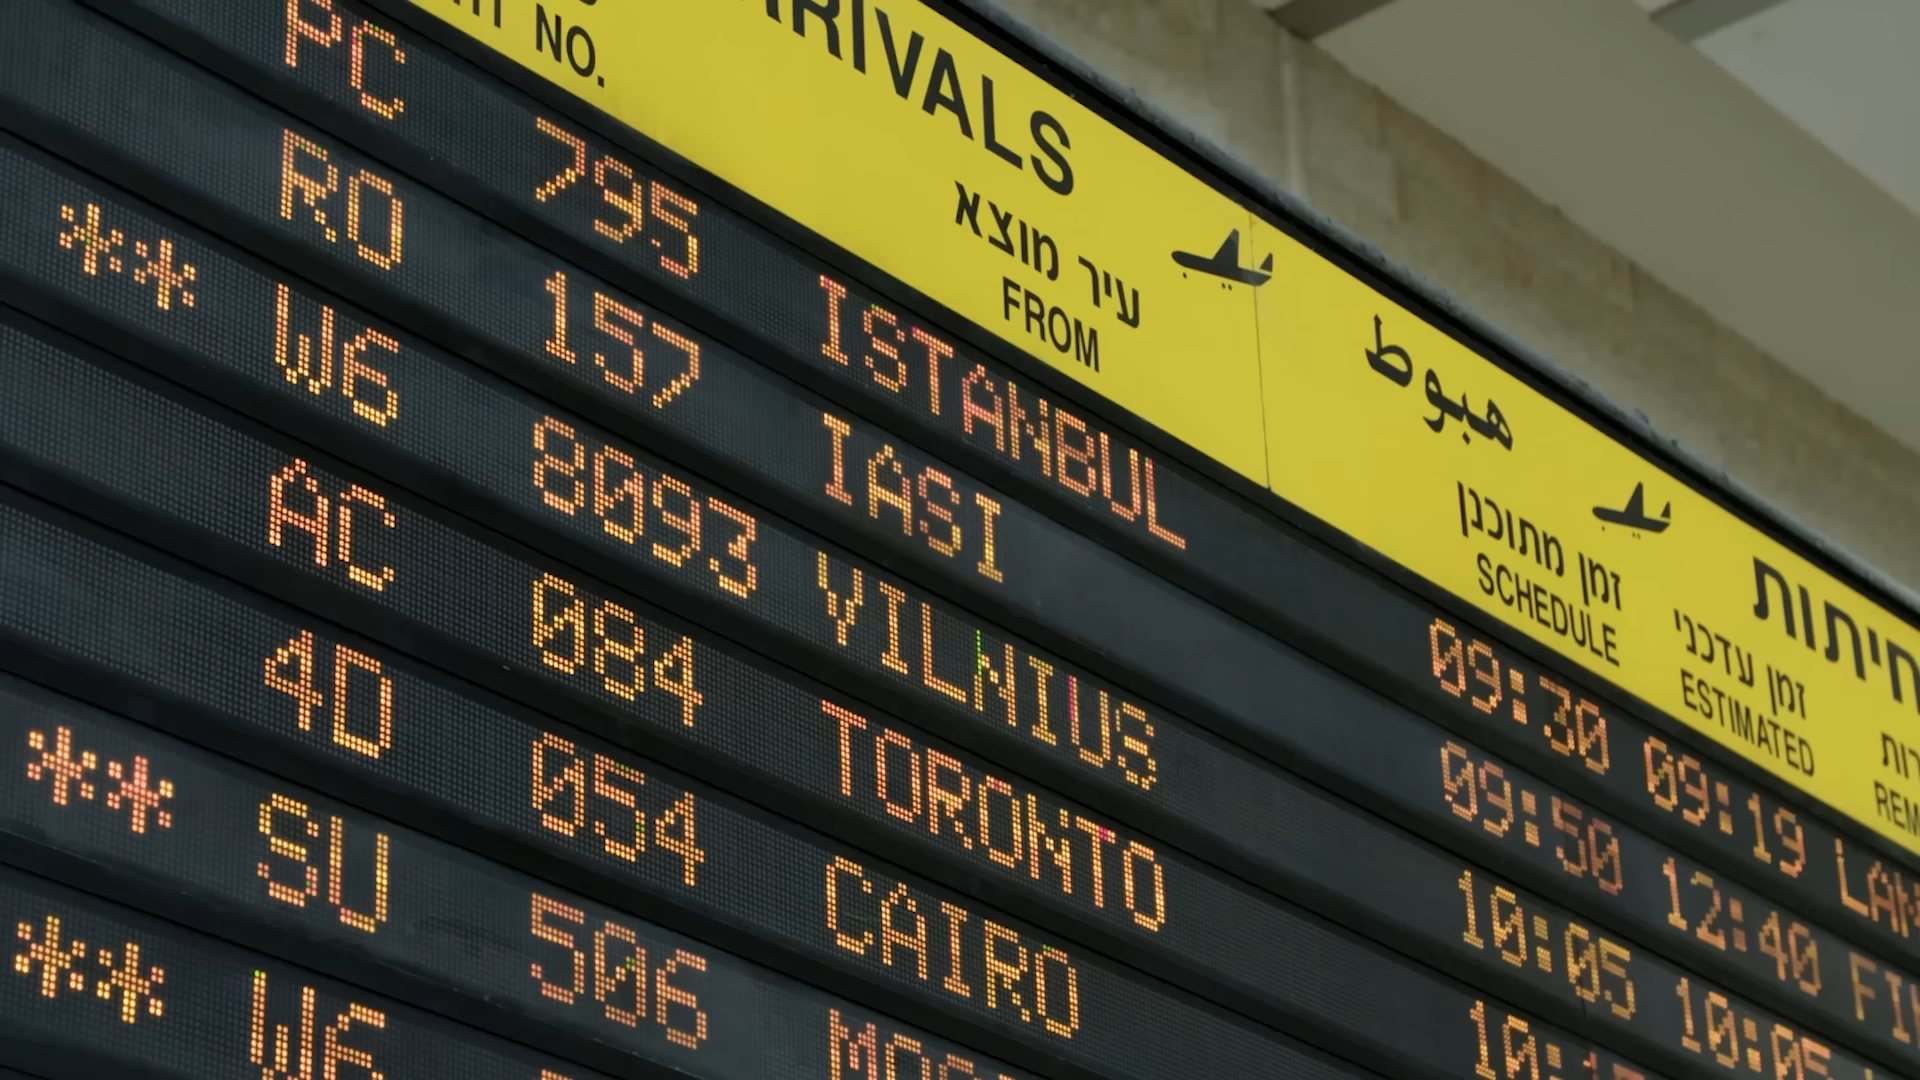 ARRIVALS
NO.
עיר מוצא
FROM
هبوط
זמן מתוכנן
SCHEDULE
זמן עדכני
ESTIMATED
PC 795 ISTANBUL 09:30 09:19
RO 157 IASI 09:50 12:40
** W6 8093 VILNIUS 10:05 10:05
AC 084 TORONTO
4D 054 CAIRO
** SU 506
** W6